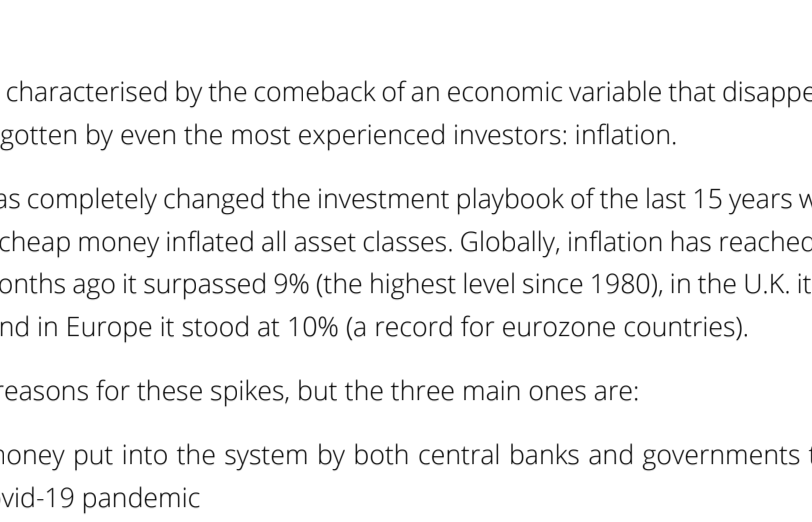 characterised by the comeback of an economic variable that disappe
gotten by even the most experienced investors: inflation.
as completely changed the investment playbook of the last 15 years w
cheap money inflated all asset classes. Globally, inflation has reached
onths ago it surpassed 9% (the highest level since 1980), in the U.K. it
nd in Europe it stood at 10% (a record for eurozone countries).
reasons for these spikes, but the three main ones are:
noney put into the system by both central banks and governments t
ovid-19 pandemic